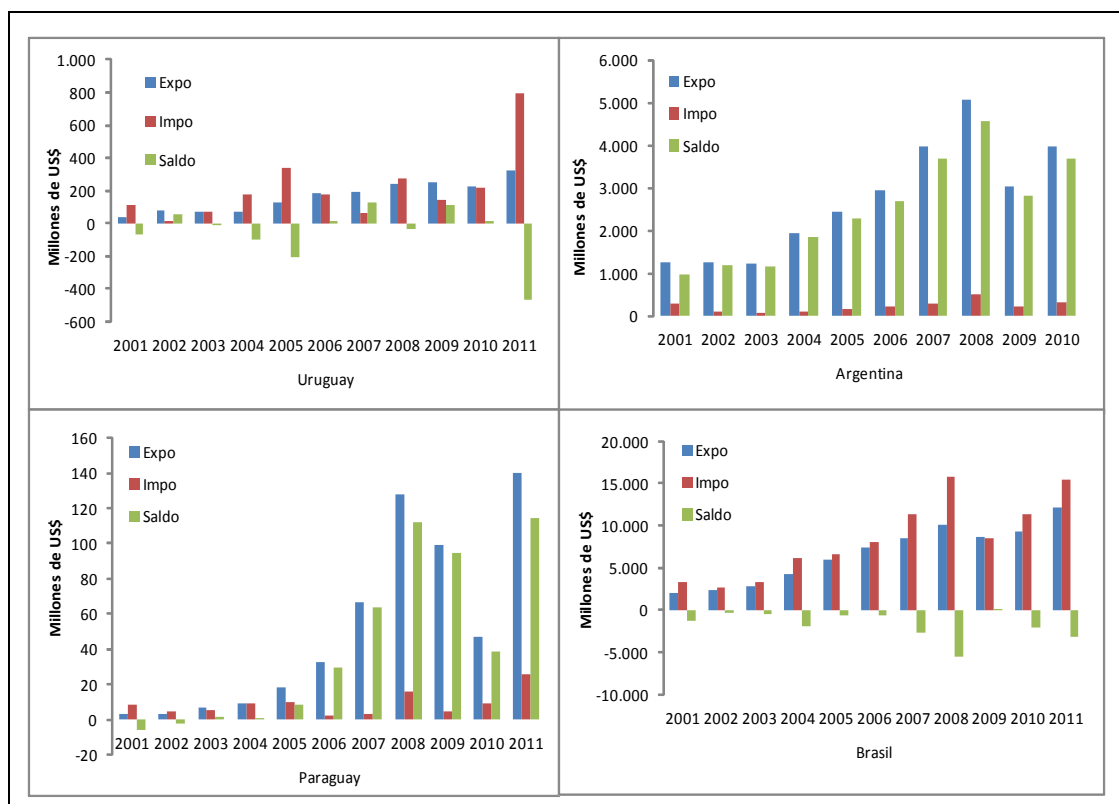 Millones de US$
1.000
800
600
400
200
0
-200
-400
-600
Expo
Impo
Saldo
2001 2002 2003 2004 2005 2006 2007 2008 2009 2010 2011
Uruguay
Millones de US$
6.000
5.000
4.000
3.000
2.000
1.000
0
Expo
Impo
Saldo
2001 2002 2003 2004 2005 2006 2007 2008 2009 2010
Argentina
Millones de US$
160
140
120
100
80
60
40
20
0
-20
Expo
Impo
Saldo
2001 2002 2003 2004 2005 2006 2007 2008 2009 2010 2011
Paraguay
Millones de US$
20.000
15.000
10.000
5.000
0
-5.000
-10.000
Expo
Impo
Saldo
2001 2002 2003 2004 2005 2006 2007 2008 2009 2010 2011
Brasil